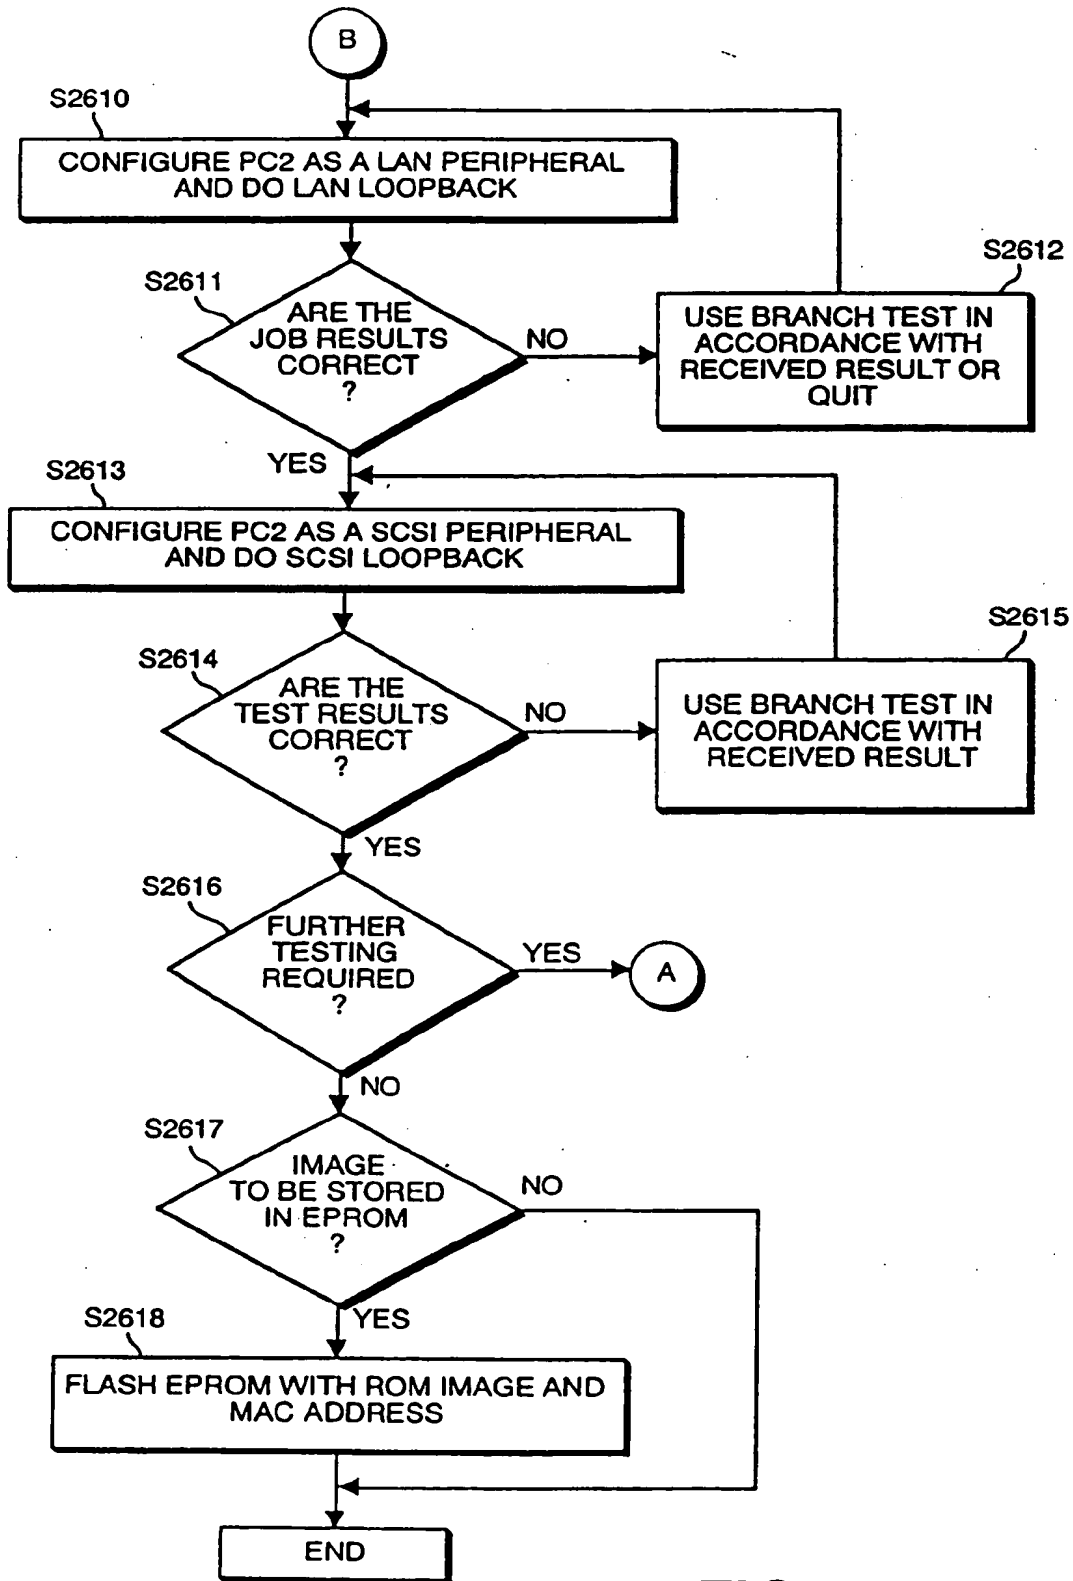 B
S2610
CONFIGURE PC2 AS A LAN PERIPHERAL
AND DO LAN LOOPBACK
S2611
ARE THE
JOB RESULTS
CORRECT
?
NO
S2612
USE BRANCH TEST IN
ACCORDANCE WITH
RECEIVED RESULT OR
QUIT
YES
S2613
CONFIGURE PC2 AS A SCSI PERIPHERAL
AND DO SCSI LOOPBACK
S2614
ARE THE
TEST RESULTS
CORRECT
?
NO
S2615
USE BRANCH TEST IN
ACCORDANCE WITH
RECEIVED RESULT
YES
S2616
FURTHER
TESTING
REQUIRED
?
YES
A
NO
S2617
IMAGE
TO BE STORED
IN EPROM
?
NO
YES
S2618
FLASH EPROM WITH ROM IMAGE AND
MAC ADDRESS
END